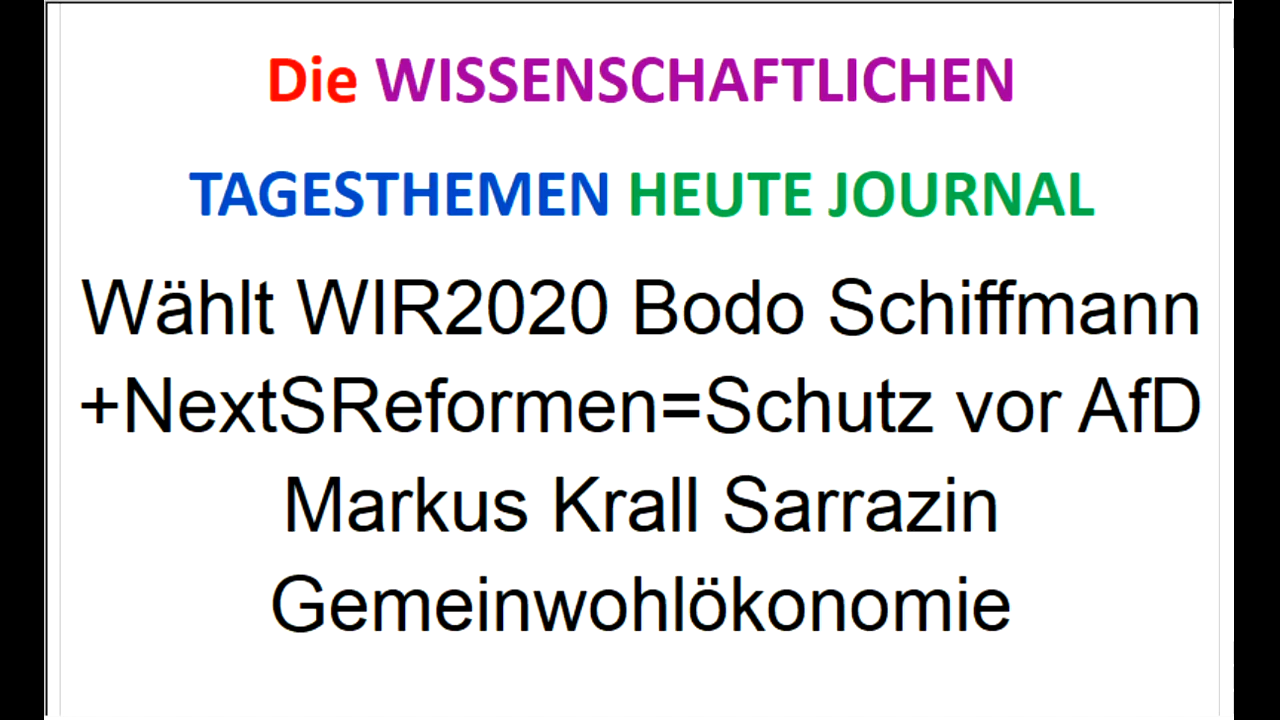 Die WISSENSCHAFTLICHEN
TAGESTHEMEN HEUTE JOURNAL
Wählt WIR2020 Bodo Schiffmann
+NextSReformen=Schutz vor AfD
Markus Krall Sarrazin
Gemeinwohlökonomie